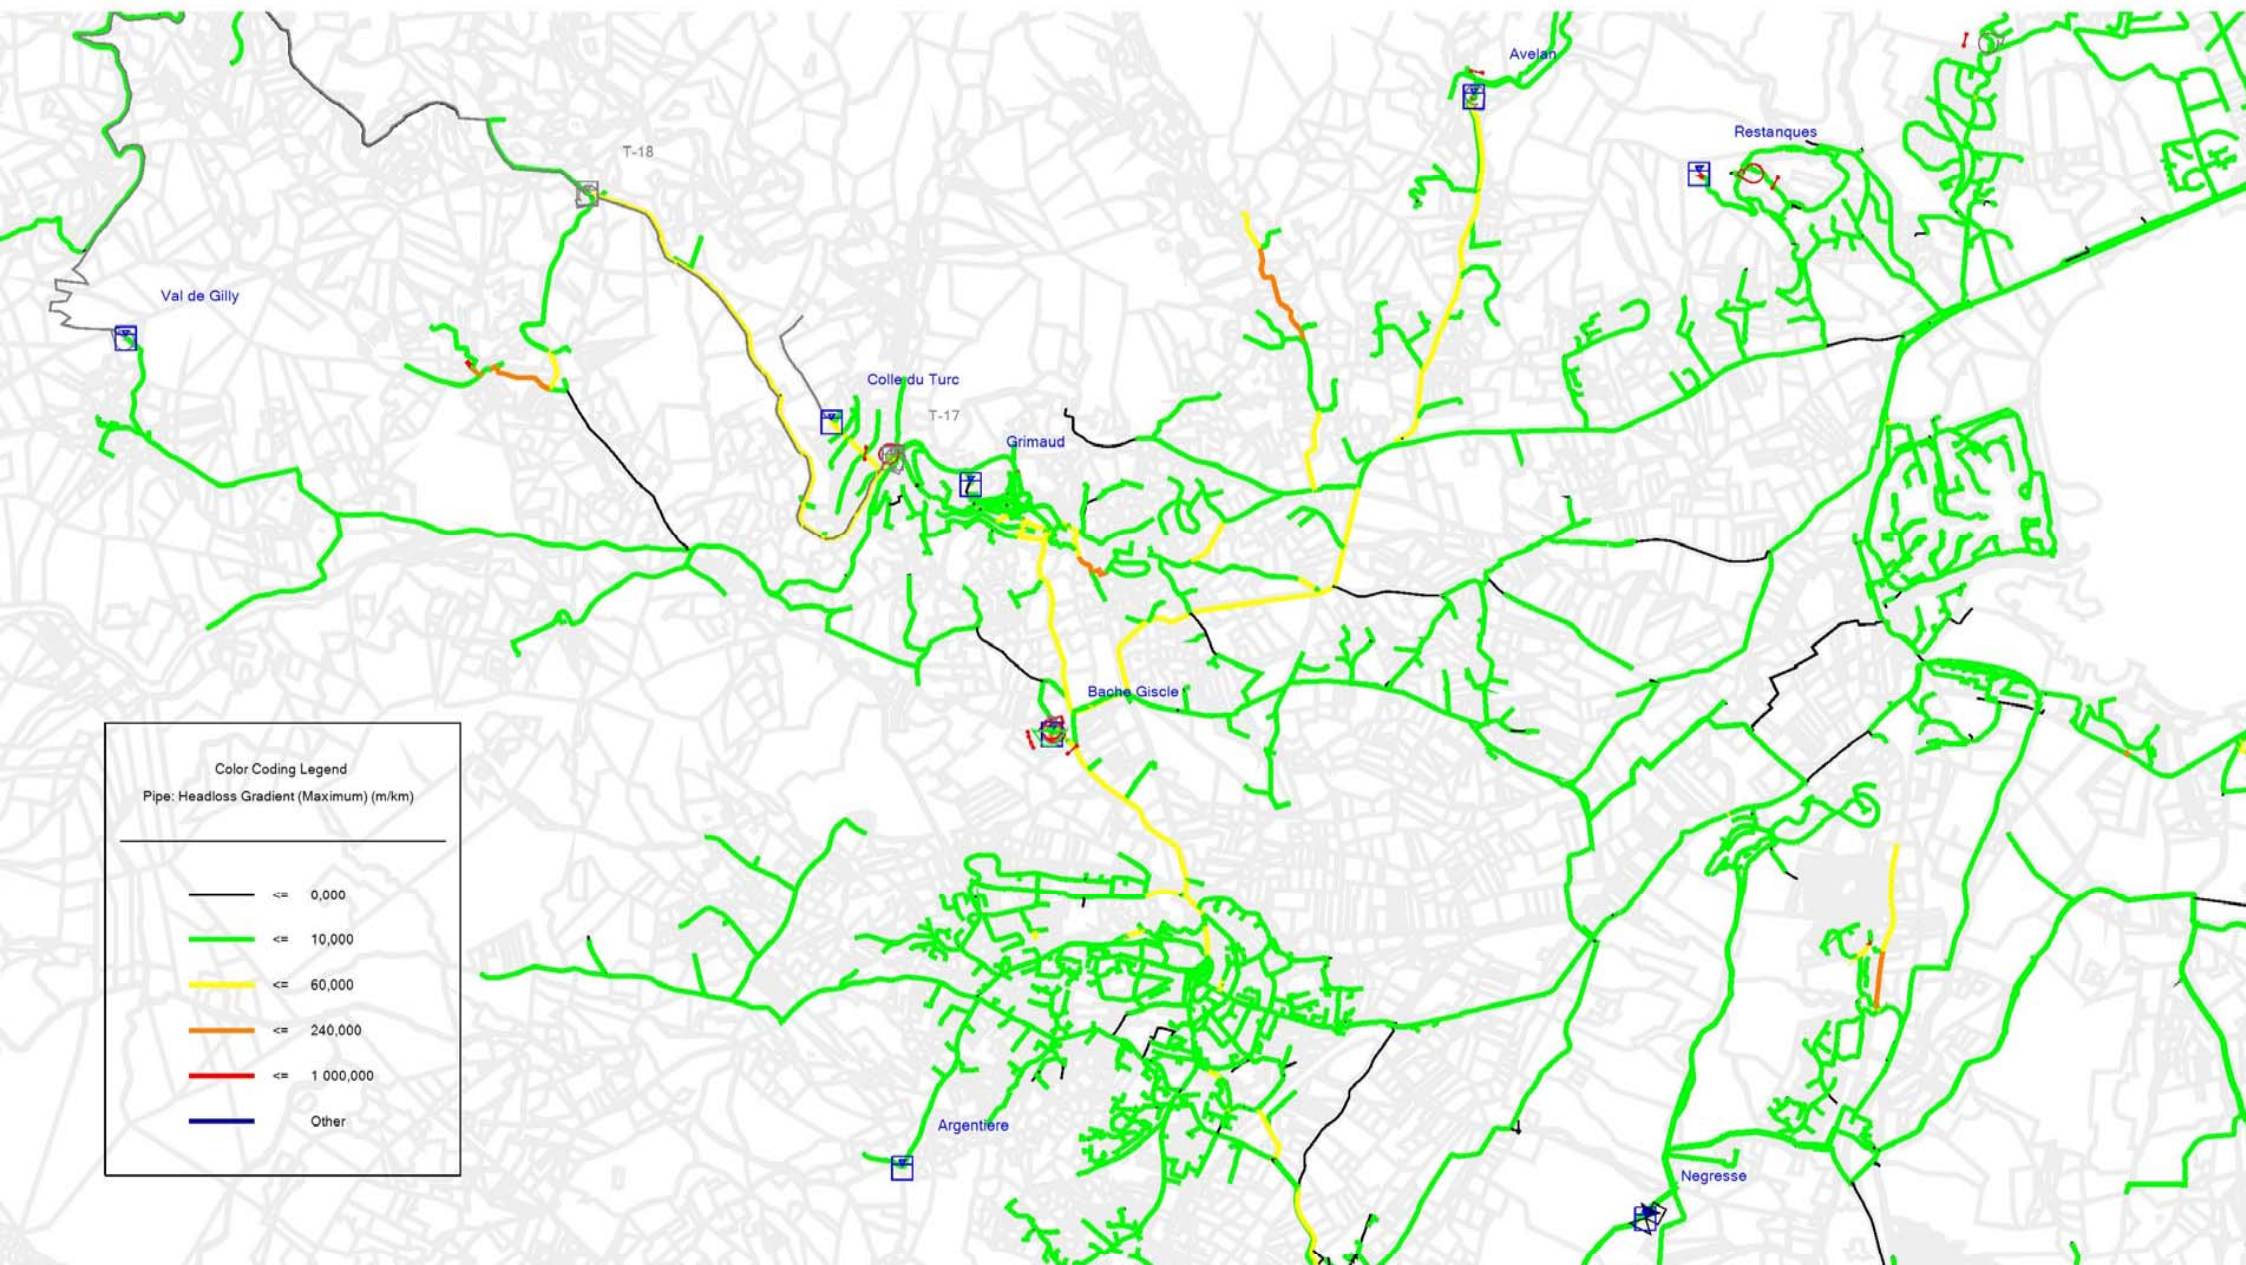 Avelan
Restanques
T-18
Val de Gilly
Colle du Turc
T-17
Grimaud
Bache Giscle
Color Coding Legend
Pipe: Headloss Gradient (Maximum) (m/km)
<= 0,000
<= 10,000
<= 60,000
<= 240,000
<= 1 000,000
Other
Argentiere
Negresse